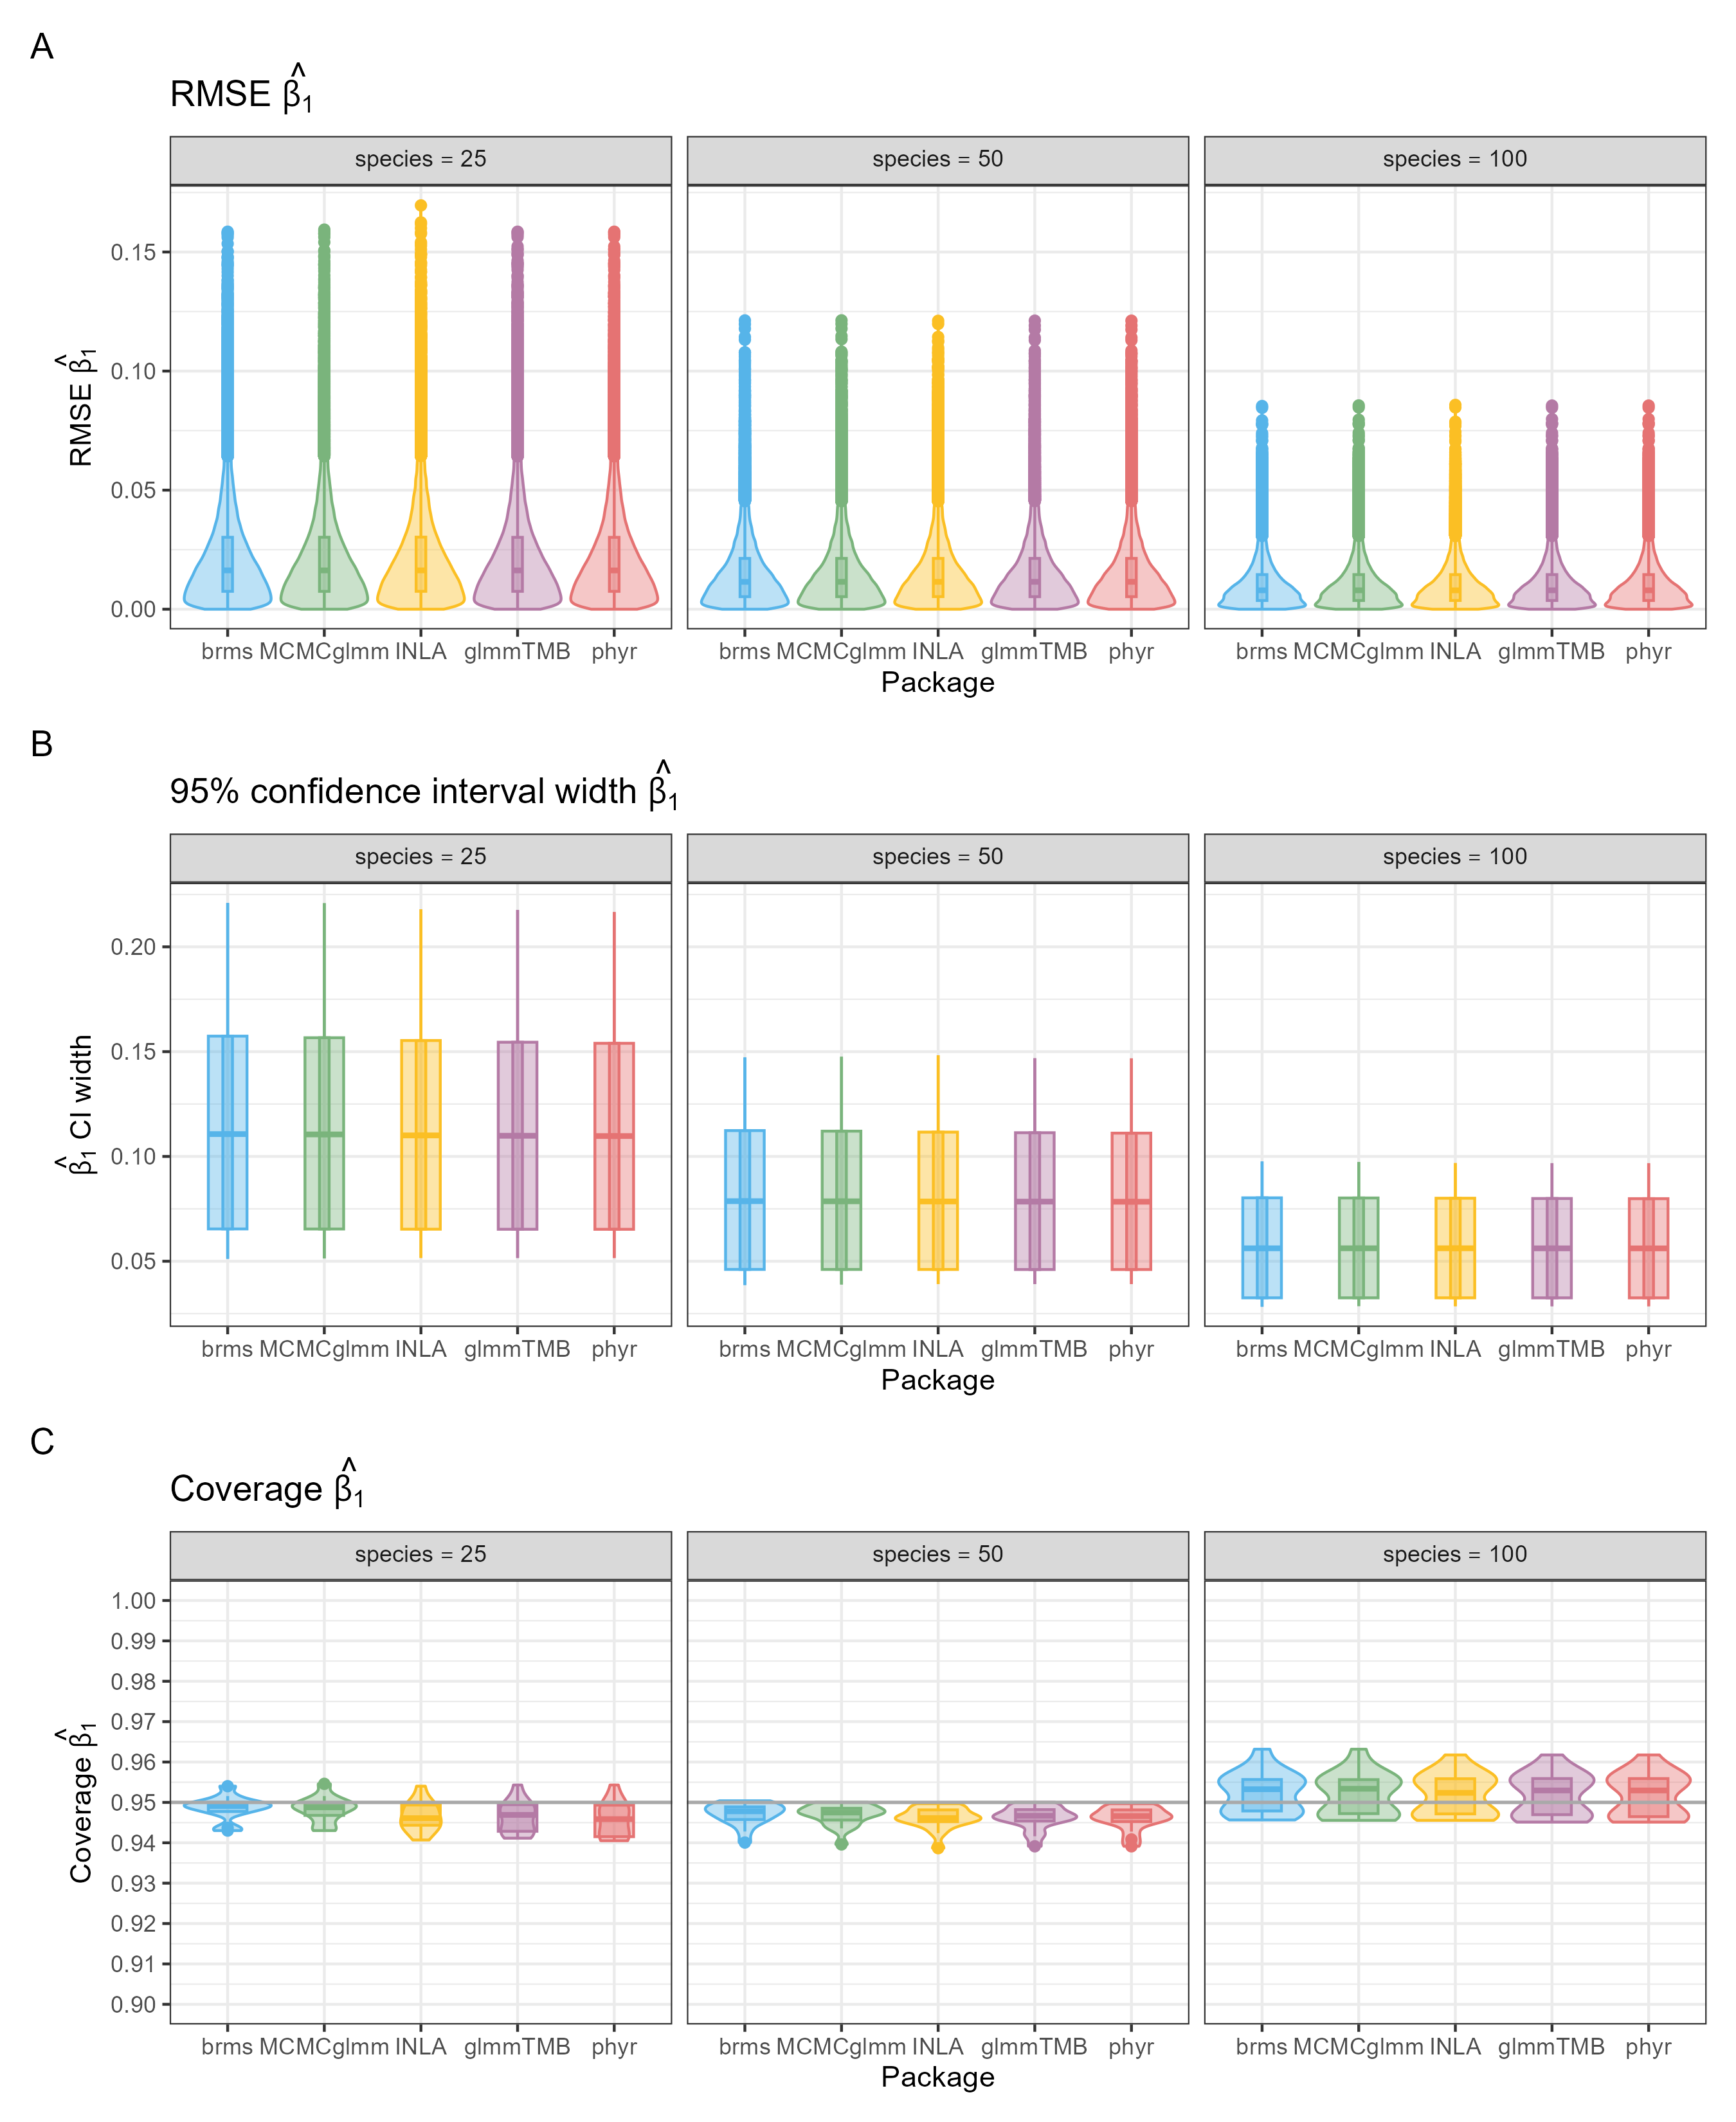 A
RMSE β̂₁
species = 25 species = 50 species = 100
RMSE β̂₁
0.15
0.10
0.05
0.00
brms MCMCglmm INLA glmmTMB phyr brms MCMCglmm INLA glmmTMB phyr brms MCMCglmm INLA glmmTMB phyr
Package
B
95% confidence interval width β̂₁
species = 25 species = 50 species = 100
β̂₁ CI width
0.20
0.15
0.10
0.05
brms MCMCglmm INLA glmmTMB phyr brms MCMCglmm INLA glmmTMB phyr brms MCMCglmm INLA glmmTMB phyr
Package
C
Coverage β̂₁
species = 25 species = 50 species = 100
Coverage β̂₁
1.00
0.99
0.98
0.97
0.96
0.95
0.94
0.93
0.92
0.91
0.90
brms MCMCglmm INLA glmmTMB phyr brms MCMCglmm INLA glmmTMB phyr brms MCMCglmm INLA glmmTMB phyr
Package